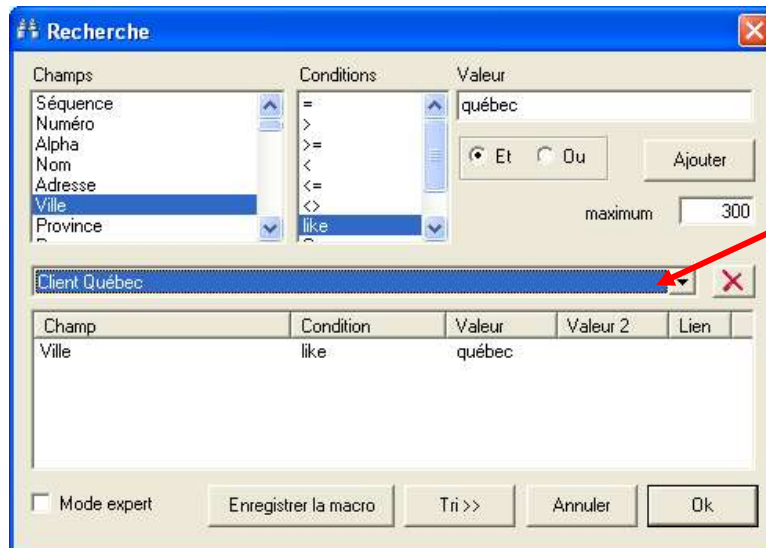 Recherche
Champs Conditions Valeur
Séquence
Numéro
Alpha
Nom
Adresse
Ville
Province
=
>
>=
<
<=
<>
like
québec
Et Ou Ajouter
maximum 300
Client Québec
Champ Condition Valeur Valeur 2 Lien
Ville like québec
Mode expert Enregistrer la macro Tri >> Annuler Ok